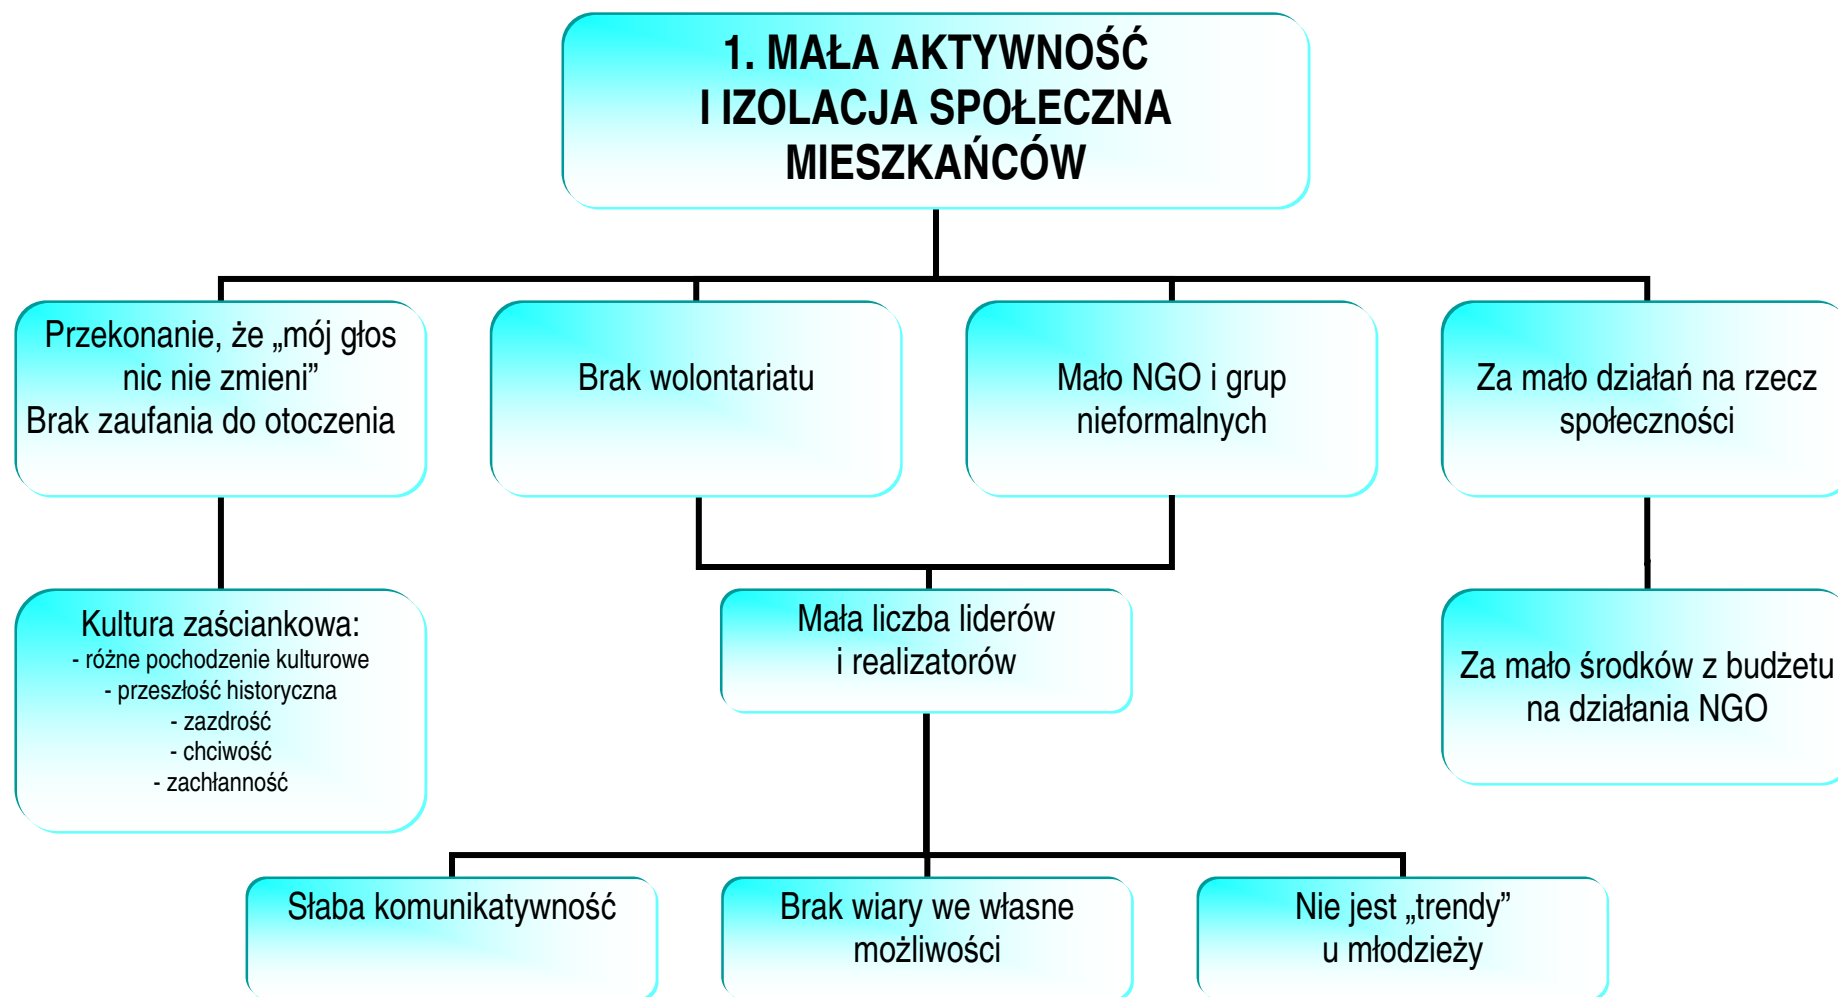 1. MAŁA AKTYWNOŚĆ
I IZOLACJA SPOŁECZNA
MIESZKAŃCÓW
Przekonanie, że „mój głos
nic nie zmieni”
Brak zaufania do otoczenia
Brak wolontariatu
Mało NGO i grup
nieformalnych
Za mało działań na rzecz
społeczności
Kultura zaściankowa:
- różne pochodzenie kulturowe
- przeszłość historyczna
- zazdrość
- chciwość
- zachłanność
Mała liczba liderów
i realizatorów
Za mało środków z budżetu
na działania NGO
Słaba komunikatywność
Brak wiary we własne
możliwości
Nie jest „trendy”
u młodzieży